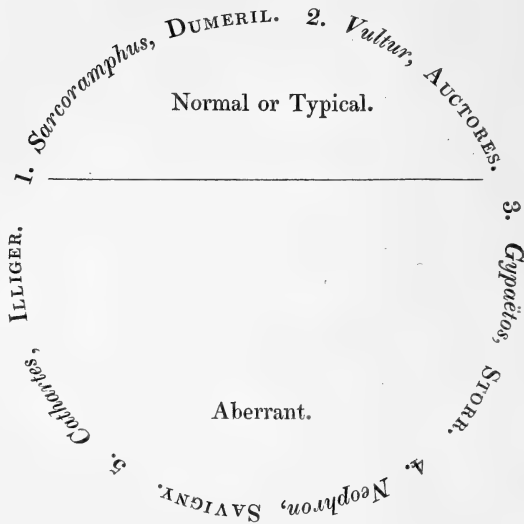 1. Sarcoramphus, DUMERIL.
2. Vultur, AUCTORES.
Normal or Typical.
3. Gypaëtos, STORR.
Aberrant.
4. Neophron, SAVIGNY.
5. Cathartes, ILLIGER.